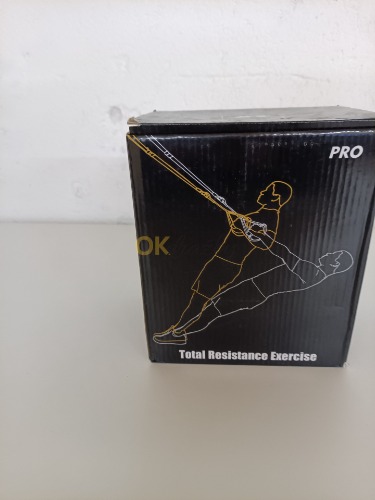 PRO
OK
Total Resistance Exercise